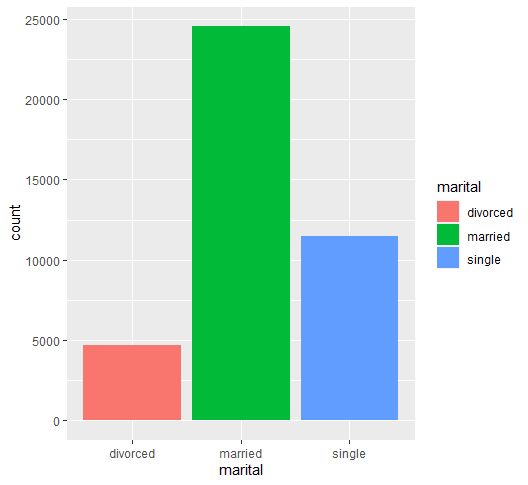 25000
20000
15000
10000
5000
0
count
divorced married single
marital
marital
divorced
married
single